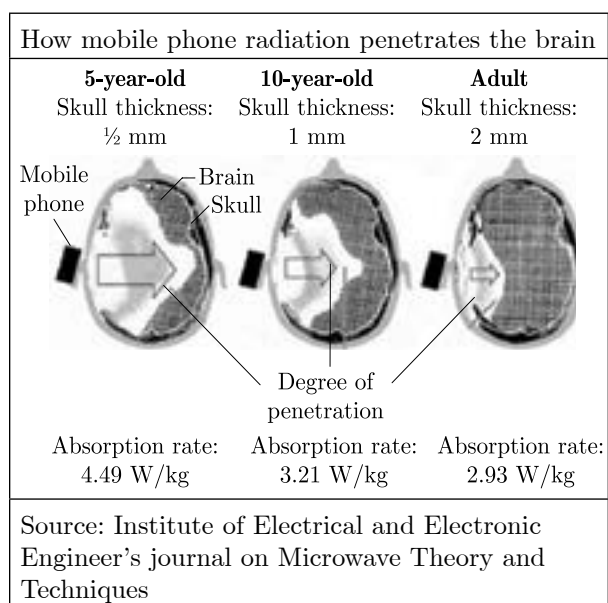 How mobile phone radiation penetrates the brain
5-year-old
Skull thickness:
½ mm
10-year-old
Skull thickness:
1 mm
Adult
Skull thickness:
2 mm
Mobile
phone
Brain
Skull
Degree of
penetration
Absorption rate:
4.49 W/kg
Absorption rate:
3.21 W/kg
Absorption rate:
2.93 W/kg
Source: Institute of Electrical and Electronic
Engineer's journal on Microwave Theory and
Techniques